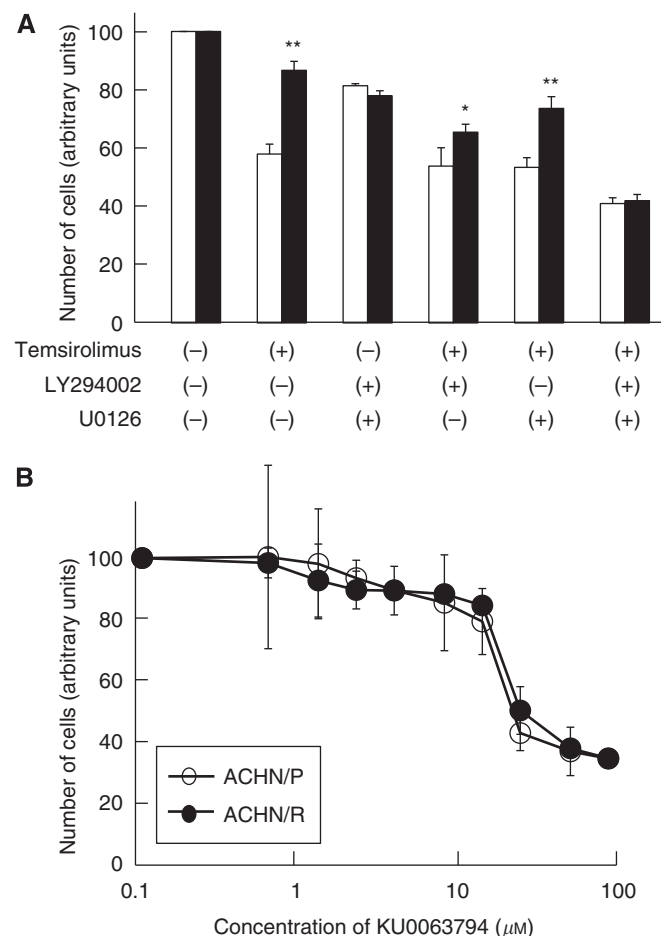 A
Number of cells (arbitrary units)
100
80
60
40
20
0
**
*
**
Temsirolimus (–) (+) (–) (+) (+) (+)
LY294002 (–) (–) (+) (+) (–) (+)
U0126 (–) (–) (+) (–) (+) (+)
B
Number of cells (arbitrary units)
100
80
60
40
20
0
ACHN/P
ACHN/R
0.1 1 10 100
Concentration of KU0063794 (μM)